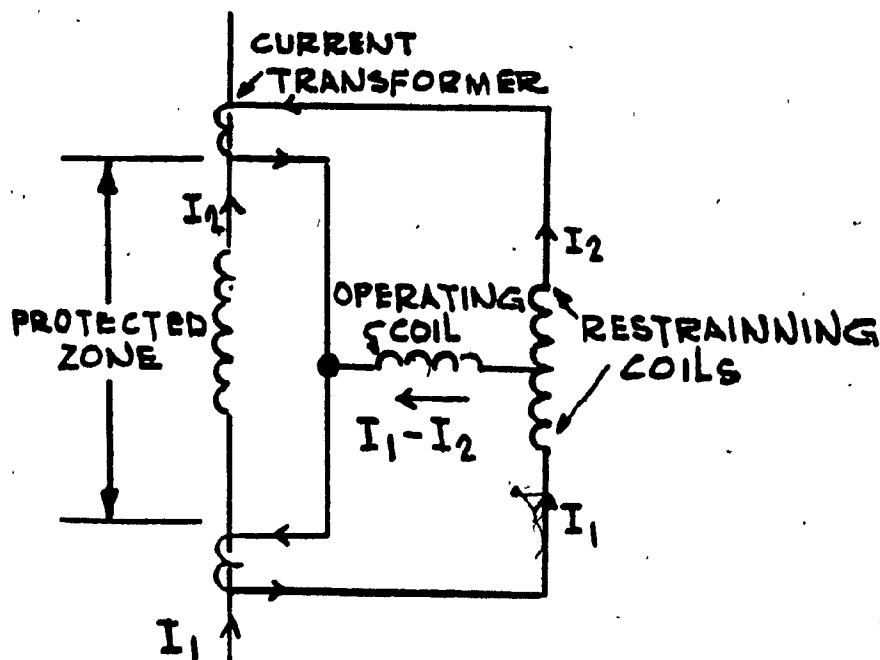 CURRENT
TRANSFORMER
I2
I2
PROTECTED
ZONE
OPERATING
COIL
RESTRAINNING
COILS
I1-I2
I1
I1